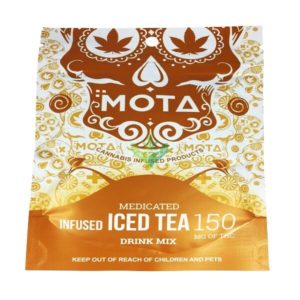 MOTA
CANNABIS INFUSED PRODUCTS
MOTA
MOTA
MEDICATED
INFUSED ICED TEA 150
MG OF THC
DRINK MIX
KEEP OUT OF REACH OF CHILDREN AND PETS